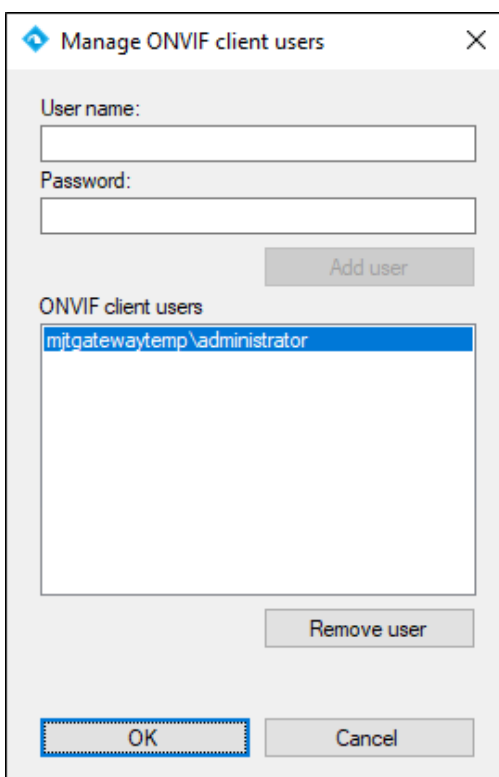 Manage ONVIF client users
User name:
Password:
Add user
ONVIF client users
mjtgatewaytemp\administrator
Remove user
OK
Cancel